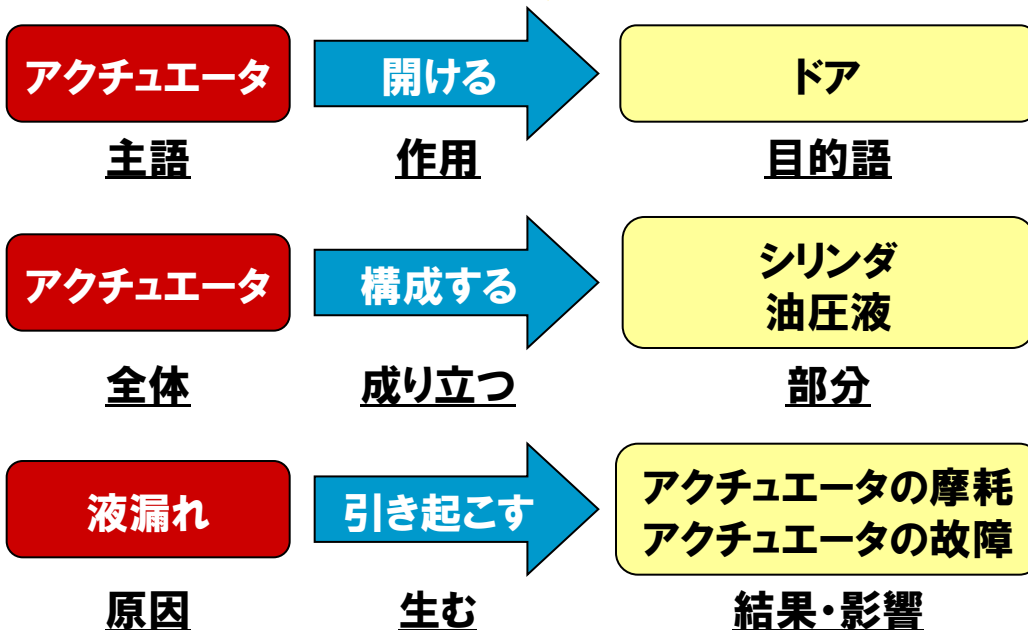 アクチュエータ
開ける
ドア
主語
作用
目的語
アクチュエータ
構成する
シリンダ
油圧液
全体
成り立つ
部分
液漏れ
引き起こす
アクチュエータの摩耗
アクチュエータの故障
原因
生む
結果・影響